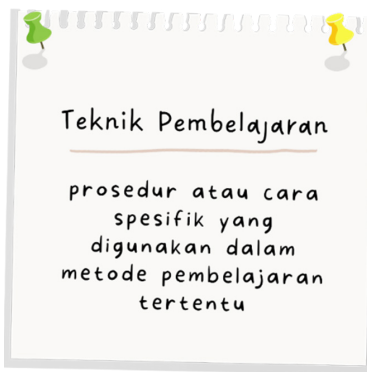 Teknik Pembelajaran
prosedur atau cara
spesifik yang
digunakan dalam
metode pembelajaran
tertentu